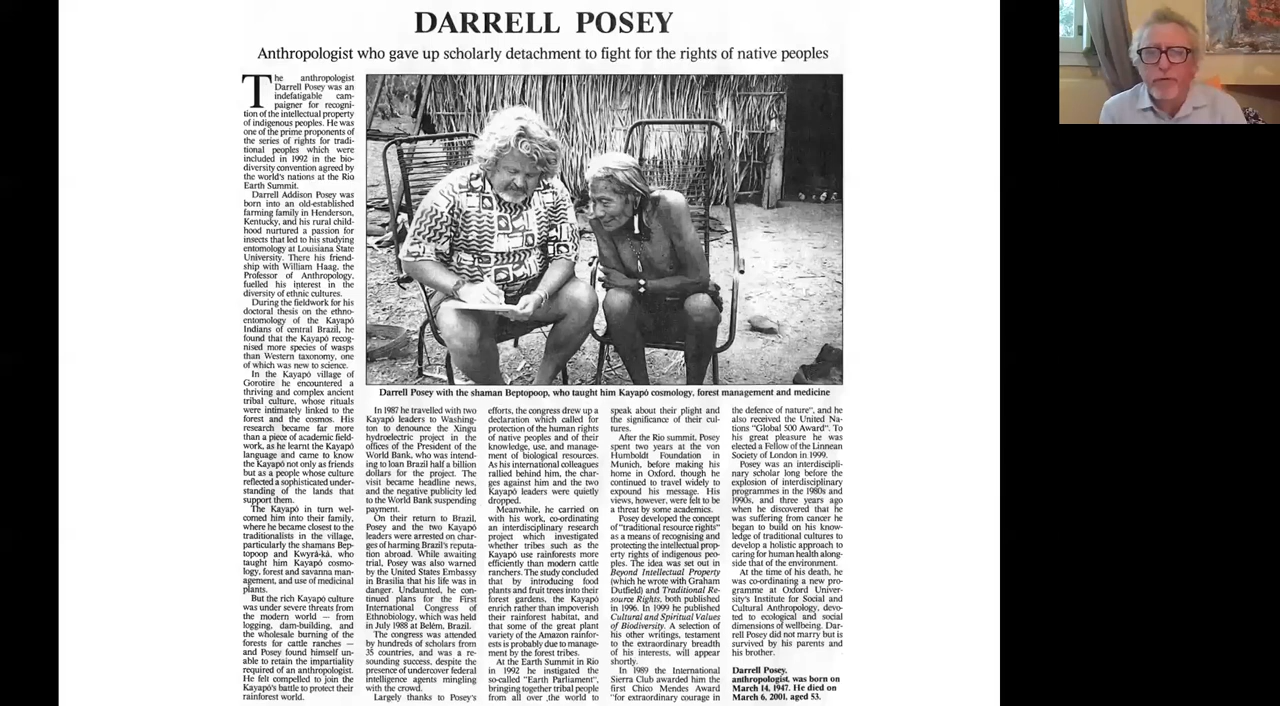 DARRELL POSEY
Anthropologist who gave up scholarly detachment to fight for the rights of native peoples
The anthropologist
Darrell Posey was an
indefatigable cam-
paigner for recogni-
tion of the intellectual property
of indigenous peoples. He was
one of the prime proponents of
the series of rights for tradi-
tional peoples which were
included in 1992 in the bio-
diversity convention agreed by
the world's nations at the Rio
Earth Summit.
Darrell Addison Posey was
born into an old-established
farming family in Henderson,
Kentucky, and his rural child-
hood nurtured a passion for
insects that led to his studying
entomology at Louisiana State
University. There his friend-
ship with William Haag, the
Professor of Anthropology,
fuelled his interest in the
diversity of ethnic cultures.
During the fieldwork for his
doctoral thesis on the ethno-
entomology of the Kayapó
Indians of central Brazil, he
found that the Kayapó recog-
nised more species of wasps
than Western taxonomy, one
of which was new to science.
In the Kayapó village of
Gorotire he encountered a
thriving and complex ancient
tribal culture, whose rituals
were intimately linked to the
forest and the cosmos. His
research became far more
than a piece of academic field-
work, as he learnt the Kayapó
language and came to know
the Kayapó not only as friends
but as a people whose culture
reflected a sophisticated under-
standing of the lands that
support them.
The Kayapó in turn wel-
comed him into their family,
where he became closest to the
traditionalists in the village,
particularly the shamans Bep-
topoop and Kwyrà-kà, who
taught him Kayapó cosmo-
logy, forest and savanna man-
agement, and use of medicinal
plants.
But the rich Kayapó culture
was under severe threats from
the modern world — from
logging, dam-building, and
the wholesale burning of the
forests for cattle ranches —
and Posey found himself un-
able to retain the impartiality
required of an anthropologist.
He felt compelled to join the
Kayapó's battle to protect their
rainforest world.
Darrell Posey with the shaman Beptopoop, who taught him Kayapó cosmology, forest management and medicine
In 1987 he travelled with two
Kayapó leaders to Washing-
ton to denounce the Xingu
hydroelectric project in the
offices of the President of the
World Bank, who was intend-
ing to loan Brazil half a billion
dollars for the project. The
visit became headline news,
and the negative publicity led
to the World Bank suspending
payment.
On their return to Brazil,
Posey and the two Kayapó
leaders were arrested on char-
ges of harming Brazil's reputa-
tion abroad. While awaiting
trial, Posey was also warned
by the United States Embassy
in Brasilia that his life was in
danger. Undaunted, he con-
tinued plans for the First
International Congress of
Ethnobiology, which was held
in July 1988 at Belém, Brazil.
The congress was attended
by hundreds of scholars from
35 countries, and was a re-
sounding success, despite the
presence of undercover federal
intelligence agents mingling
with the crowd.
Largely thanks to Posey's
efforts, the congress drew up a
declaration which called for
protection of the human rights
of native peoples and of their
knowledge, use, and manage-
ment of biological resources.
As his international colleagues
rallied behind him, the char-
ges against him and the two
Kayapó leaders were quietly
dropped.
Meanwhile, he carried on
with his work, co-ordinating
an interdisciplinary research
project which investigated
whether tribes such as the
Kayapó use rainforests more
efficiently than modern cattle
ranchers. The study concluded
that by introducing food
plants and fruit trees into their
forest gardens, the Kayapó
enrich rather than impoverish
their rainforest habitat, and
that some of the great plant
variety of the Amazon rainfor-
ests is probably due to manage-
ment by the forest tribes.
At the Earth Summit in Rio
in 1992 he instigated the
so-called "Earth Parliament",
bringing together tribal people
from all over the world to
speak about their plight and
the significance of their cul-
tures.
After the Rio summit, Posey
spent two years at the von
Humboldt Foundation in
Munich, before making his
home in Oxford, though he
continued to travel widely to
expound his message. His
views, however, were felt to be
a threat by some academics.
Posey developed the concept
of "traditional resource rights"
as a means of recognising and
protecting the intellectual prop-
erty rights of indigenous peo-
ples. The idea was set out in
Beyond Intellectual Property
(which he wrote with Graham
Dutfield) and Traditional Re-
source Rights, both published
in 1996. In 1999 he published
Cultural and Spiritual Values
of Biodiversity. A selection of
his other writings, testament
to the extraordinary breadth
of his interests, will appear
shortly.
In 1989 the International
Sierra Club awarded him the
first Chico Mendes Award
"for extraordinary courage in
the defence of nature", and he
also received the United Na-
tions "Global 500 Award". To
his great pleasure he was
elected a Fellow of the Linnean
Society of London in 1999.
Posey was an interdiscipli-
nary scholar long before the
explosion of interdisciplinary
programmes in the 1980s and
1990s, and three years ago
when he discovered that he
was suffering from cancer he
began to build on his know-
ledge of traditional cultures to
develop a holistic approach to
caring for human health along-
side that of the environment.
At the time of his death, he
was co-ordinating a new pro-
gramme at Oxford Univer-
sity's Institute for Social and
Cultural Anthropology, devo-
ted to ecological and social
dimensions of wellbeing. Dar-
rell Posey did not marry but is
survived by his parents and
his brother.
Darrell Posey,
anthropologist, was born on
March 14, 1947. He died on
March 6, 2001, aged 53.